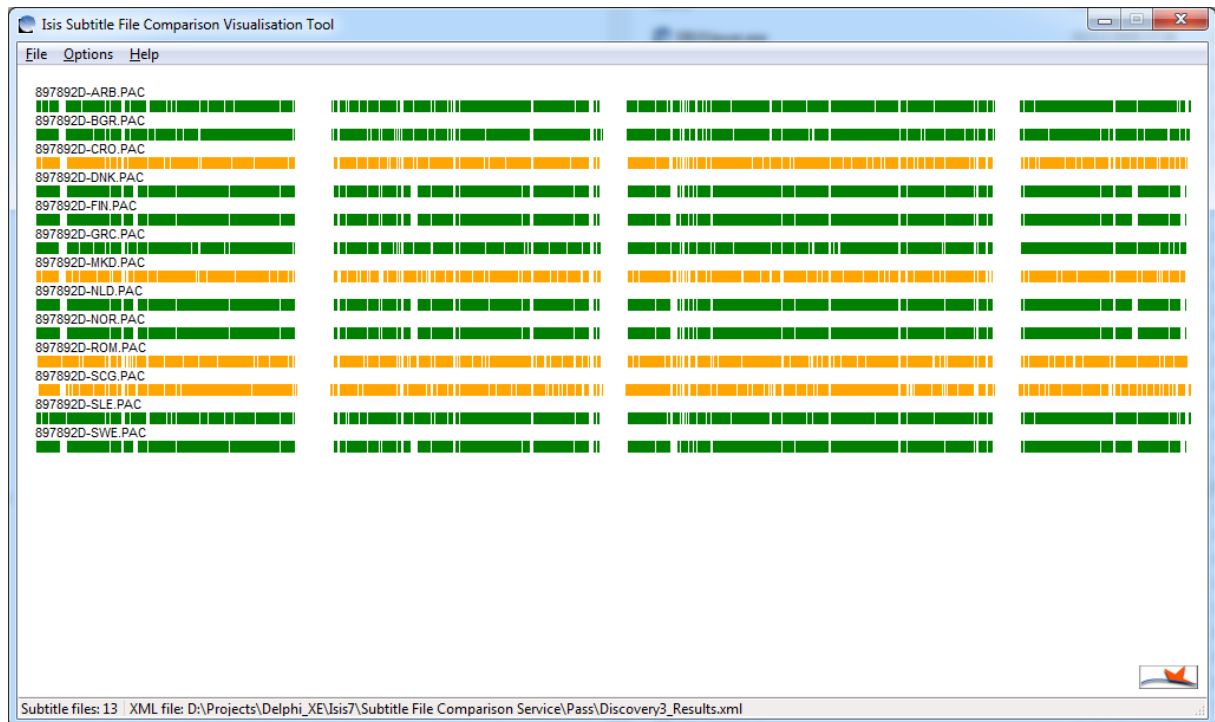 Isis Subtitle File Comparison Visualisation Tool
File Options Help
897892D-ARB.PAC
897892D-BGR.PAC
897892D-CRO.PAC
897892D-DNK.PAC
897892D-FIN.PAC
897892D-GRC.PAC
897892D-MKD.PAC
897892D-NLD.PAC
897892D-NOR.PAC
897892D-ROM.PAC
897892D-SCG.PAC
897892D-SLE.PAC
897892D-SWE.PAC
Subtitle files: 13 XML file: D:\Projects\Delphi_XE\Isis7\Subtitle File Comparison Service\Pass\Discovery3_Results.xml